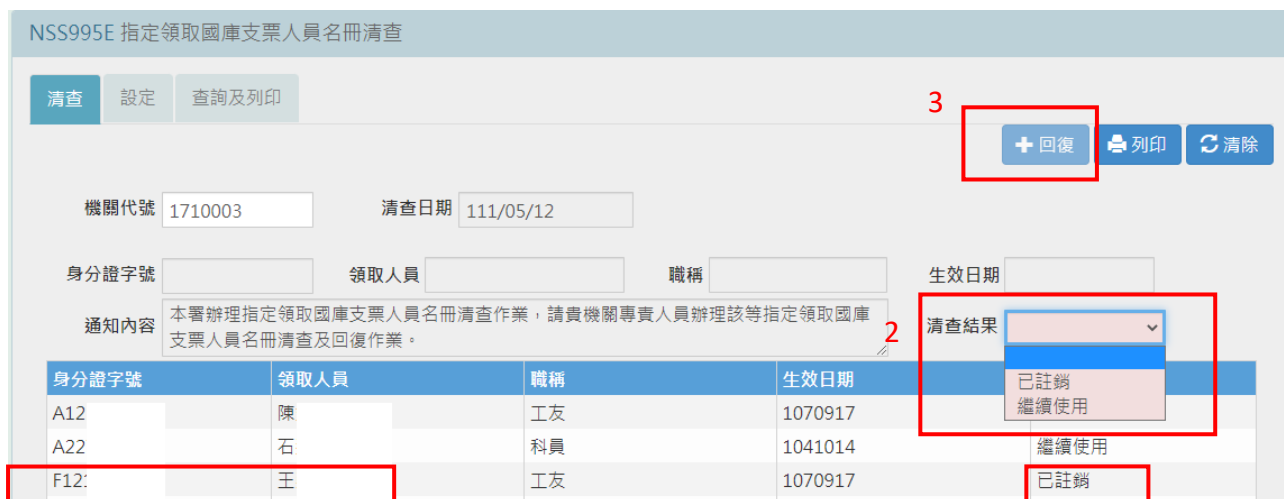 NSS995E 指定領取國庫支票人員名冊清查
清查 設定 查詢及列印
3
回復 列印 清除
機關代號 1710003 清查日期 111/05/12
身分證字號 領取人員 職稱 生效日期
通知內容 本署辦理指定領取國庫支票人員名冊清查作業，請貴機關專責人員辦理該等指定領取國庫
支票人員名冊清查及回復作業。
2 清查結果
已註銷
繼續使用
身分證字號 領取人員 職稱 生效日期
A12 陳 工友 1070917
A22 石 科員 1041014 繼續使用
F121 王 工友 1070917 已註銷